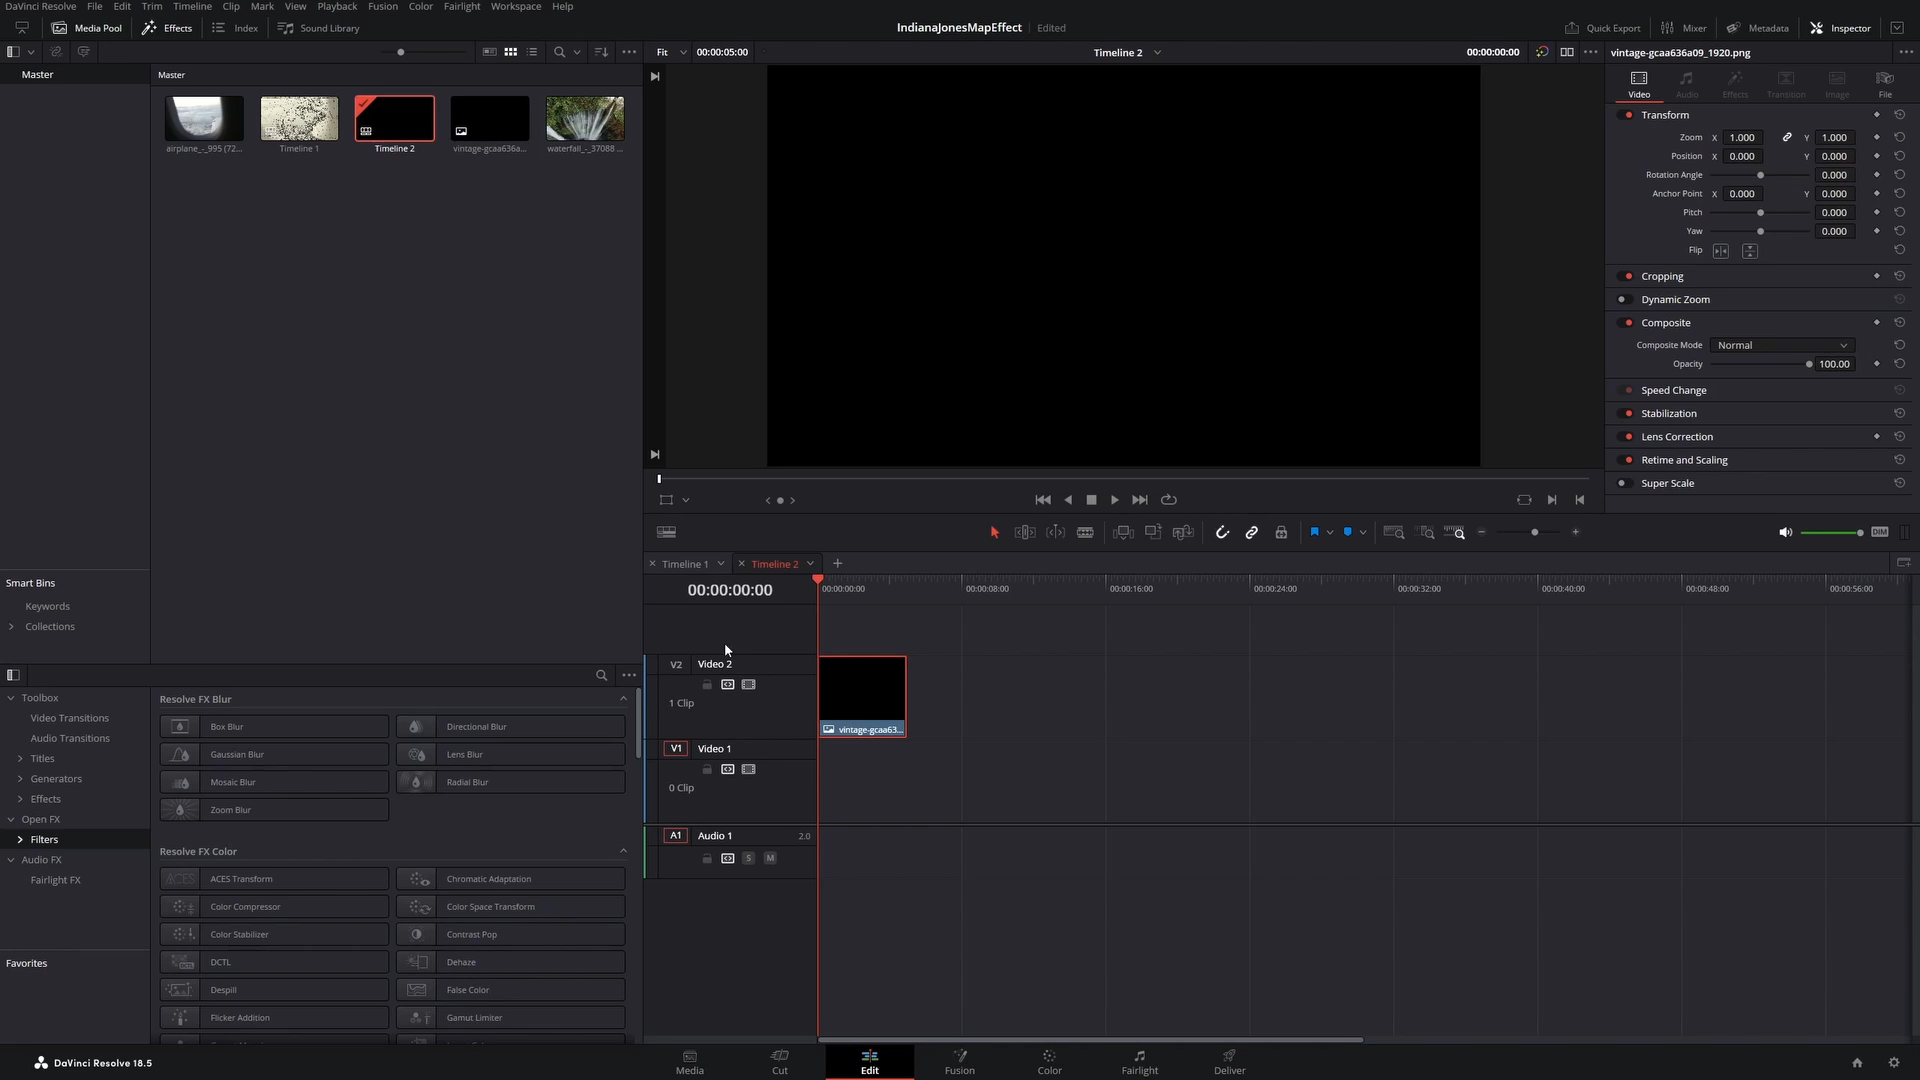 DaVinci Resolve File Edit Trim Timeline Clip Mark View Playback Fusion Color Fairlight Workspace Help
Media Pool Effects Index Sound Library
IndianaJonesMapEffect Edited
Quick Export Mixer Metadata Inspector
Fit 00:00:05:00 Timeline 2 00:00:00:00
vintage-gcaa636a09_1920.png
Master
Master
airplane_-_995 (72...
Timeline 1
Timeline 2
vintage-gcaa636a...
waterfall_-_37088 ...
Video Audio Effects Transition Image File
Transform
Zoom X 1.000 Y 1.000
Position X 0.000 Y 0.000
Rotation Angle 0.000
Anchor Point X 0.000 Y 0.000
Pitch 0.000
Yaw 0.000
Flip
Cropping
Dynamic Zoom
Composite
Composite Mode Normal
Opacity 100.00
Speed Change
Stabilization
Lens Correction
Retime and Scaling
Super Scale
DIM
Timeline 1 Timeline 2
00:00:00:00
00:00:00:00 00:00:08:00 00:00:16:00 00:00:24:00 00:00:32:00 00:00:40:00 00:00:48:00 00:00:56:00
V2 Video 2
1 Clip
vintage-gcaa63...
V1 Video 1
0 Clip
A1 Audio 1 2.0
S M
Smart Bins
Keywords
Collections
Toolbox
Video Transitions
Audio Transitions
Titles
Generators
Effects
Open FX
Filters
Audio FX
Fairlight FX
Favorites
Resolve FX Blur
Box Blur Directional Blur
Gaussian Blur Lens Blur
Mosaic Blur Radial Blur
Zoom Blur
Resolve FX Color
ACES ACES Transform Chromatic Adaptation
Color Compressor Color Space Transform
Color Stabilizer Contrast Pop
DCTL DCTL Dehaze
Despill False Color
Flicker Addition Gamut Limiter
DaVinci Resolve 18.5
Media Cut Edit Fusion Color Fairlight Deliver